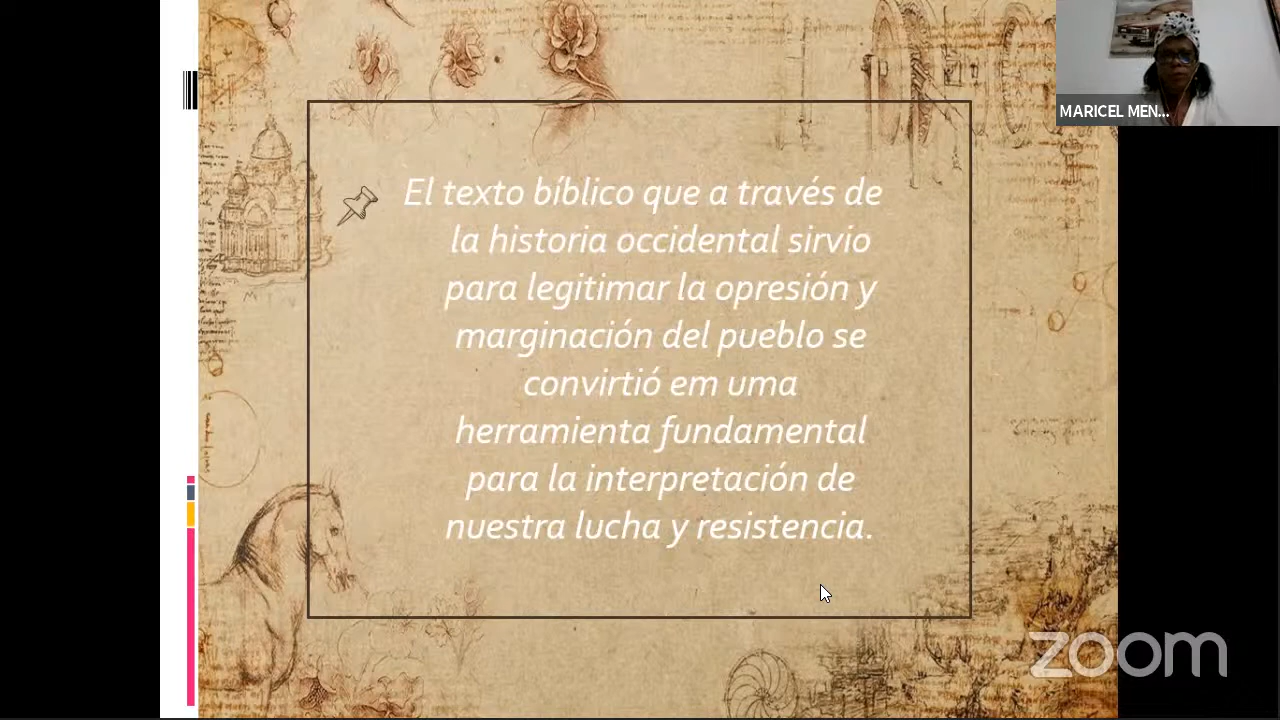 MARICEL MEN...
El texto bíblico que a través de
la historia occidental sirvio
para legitimar la opresión y
marginación del pueblo se
convirtió em uma
herramienta fundamental
para la interpretación de
nuestra lucha y resistencia.
zoom